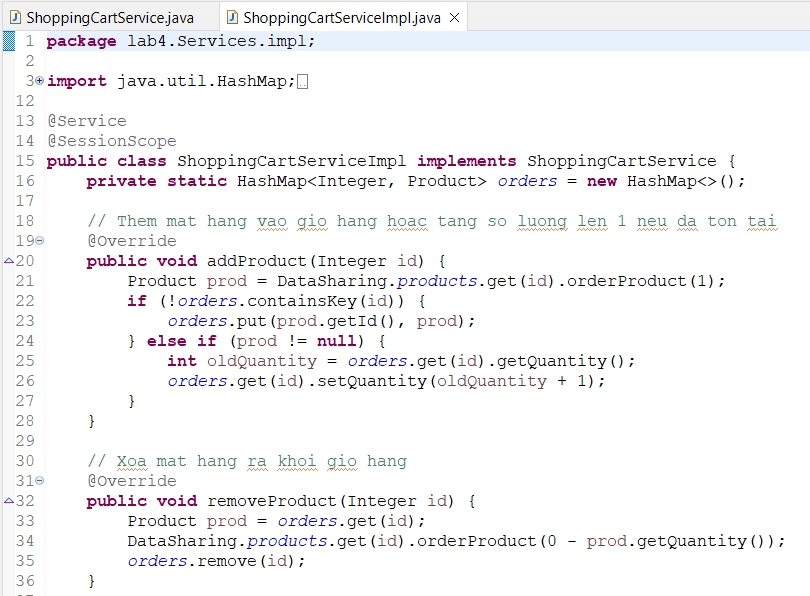 ShoppingCartService.java ShoppingCartServiceImpl.java
1 package lab4.Services.impl;
2
3 import java.util.HashMap;
12
13 @Service
14 @SessionScope
15 public class ShoppingCartServiceImpl implements ShoppingCartService {
16 private static HashMap<Integer, Product> orders = new HashMap<>();
17
18 // Them mat hang vao gio hang hoac tang so luong len 1 neu da ton tai
19 @Override
20 public void addProduct(Integer id) {
21 Product prod = DataSharing.products.get(id).orderProduct(1);
22 if (!orders.containsKey(id)) {
23 orders.put(prod.getId(), prod);
24 } else if (prod != null) {
25 int oldQuantity = orders.get(id).getQuantity();
26 orders.get(id).setQuantity(oldQuantity + 1);
27 }
28 }
29
30 // Xoa mat hang ra khoi gio hang
31 @Override
32 public void removeProduct(Integer id) {
33 Product prod = orders.get(id);
34 DataSharing.products.get(id).orderProduct(0 - prod.getQuantity());
35 orders.remove(id);
36 }